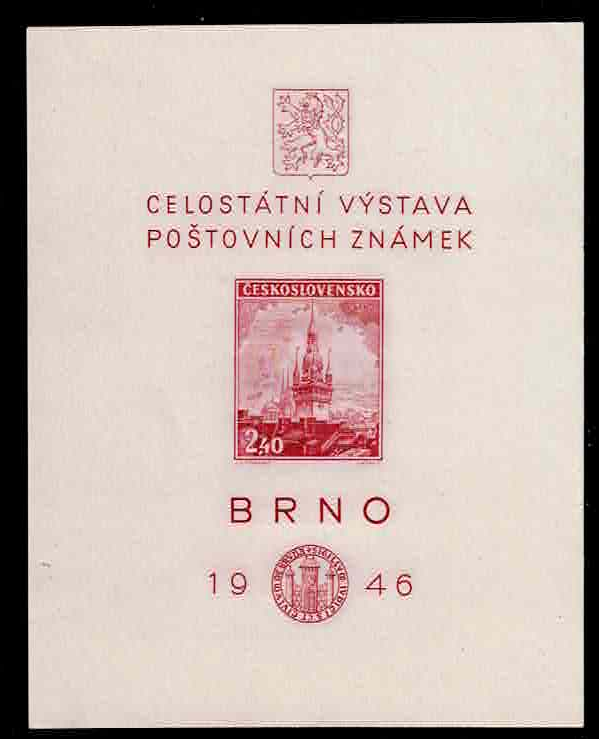 CELOSTÁTNÍ VÝSTAVA
POŠTOVNÍCH ZNÁMEK
ČESKOSLOVENSKO
2,40
BRNO
19 46